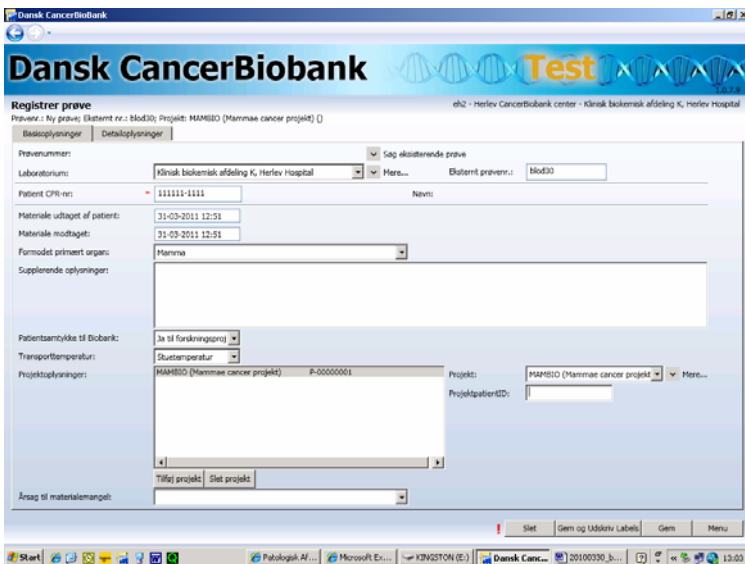 Dansk CancerBioBank
Dansk CancerBiobank Test
1.0.7.9
Registrer prøve
eh2 - Herlev CancerBiobank center - Klinisk biokemisk afdeling K, Herlev Hospital
Prøvenr.: Ny prøve; Eksternt nr.: blod30; Projekt: MAMBIO (Mammae cancer projekt) ()
Basisoplysninger Detailoplysninger
Prøvenummer: Søg eksisterende prøve
Laboratorium: Klinisk biokemisk afdeling K, Herlev Hospital Mere... Eksternt prøvenr.: blod30
Patient CPR-nr: * 111111-1111 Navn:
Materiale udtaget af patient: 31-03-2011 12:51
Materiale modtaget: 31-03-2011 12:51
Formodet primært organ: Mamma
Supplerende oplysninger:
Patientsamtykke til Biobank: Ja til forskningsproj
Transporttemperatur: Stuetemperatur
Projektoplysninger: MAMBIO (Mammae cancer projekt) P-00000001 Projekt: MAMBIO (Mammae cancer projekt Mere...
ProjektpatientID:
Tilføj projekt Slet projekt
Årsag til materialemangel:
! Slet Gem og Udskriv Labels Gem Menu
Start Patologisk Af... Microsoft Ex... KINGSTON (E:) Dansk Canc... 20100330_b... 13:03